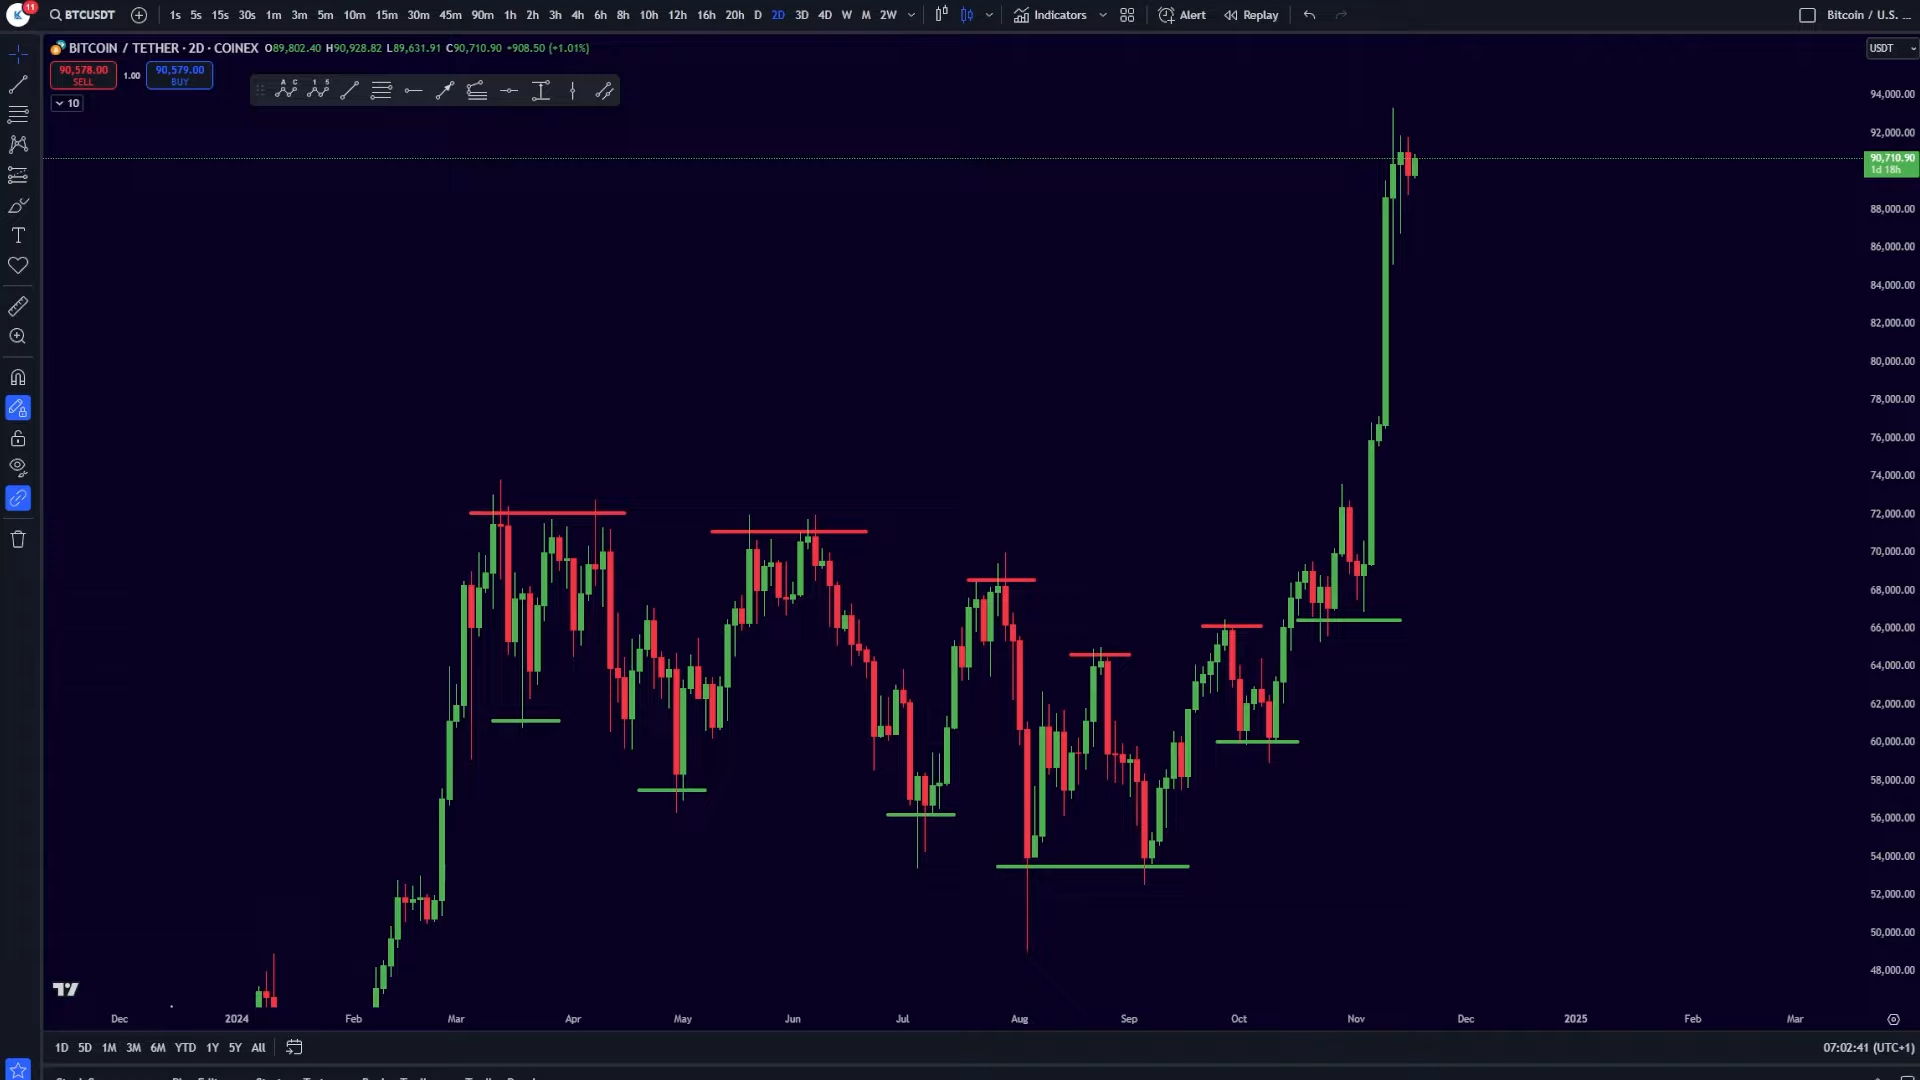 11
BTCUSDT
1s 5s 15s 30s 1m 3m 5m 10m 15m 30m 45m 90m 1h 2h 3h 4h 6h 8h 10h 12h 16h 20h D 2D 3D 4D W M 2W
Indicators
Alert
Replay
Bitcoin / U.S. ...
BITCOIN / TETHER · 2D · COINEX O89,802.40 H90,928.82 L89,631.91 C90,710.90 +908.50 (+1.01%)
USDT
90,578.00
SELL
1.00
90,579.00
BUY
10
A C
1 5
94,000.00
92,000.00
90,710.90
1d 18h
88,000.00
86,000.00
84,000.00
82,000.00
80,000.00
78,000.00
76,000.00
74,000.00
72,000.00
70,000.00
68,000.00
66,000.00
64,000.00
62,000.00
60,000.00
58,000.00
56,000.00
54,000.00
52,000.00
50,000.00
48,000.00
Dec 2024 Feb Mar Apr May Jun Jul Aug Sep Oct Nov Dec 2025 Feb Mar
1D 5D 1M 3M 6M YTD 1Y 5Y All
07:02:41 (UTC+1)